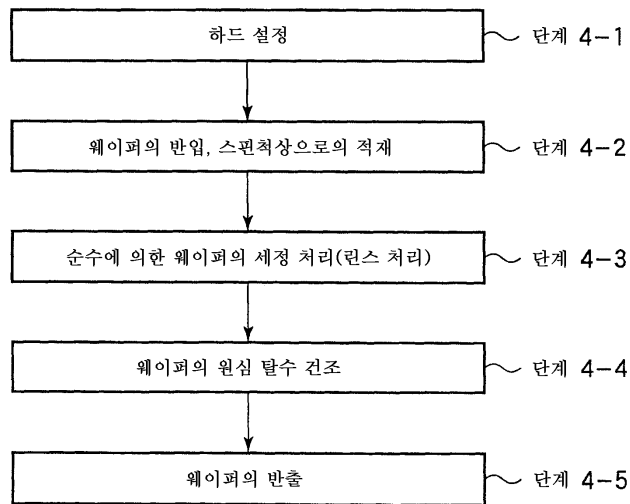 하드 설정 단계 4-1
웨이퍼의 반입, 스핀척상으로의 적재 단계 4-2
순수에 의한 웨이퍼의 세정 처리(린스 처리) 단계 4-3
웨이퍼의 원심 탈수 건조 단계 4-4
웨이퍼의 반출 단계 4-5